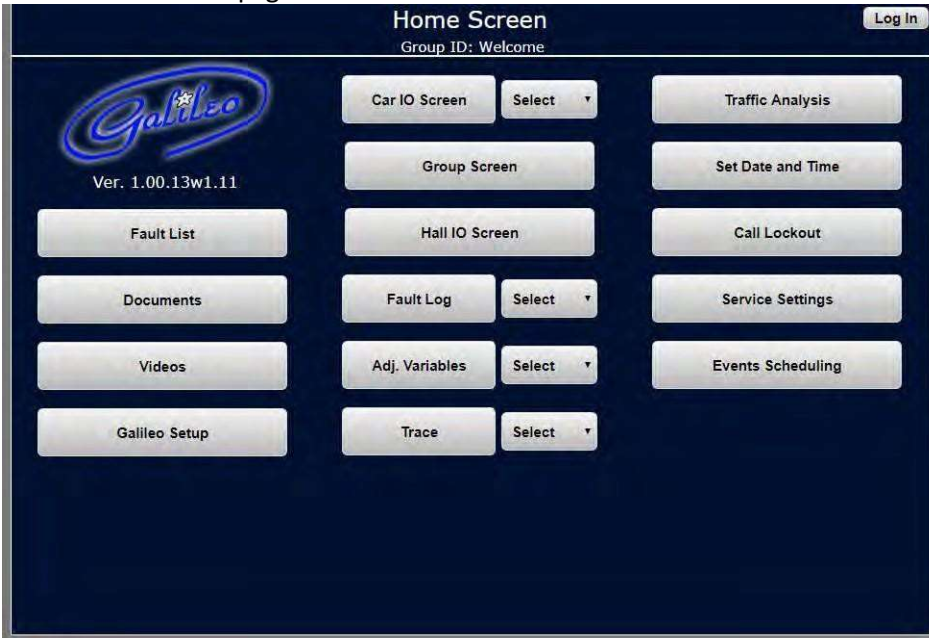 Home Screen
Log In
Group ID: Welcome
Galileo
Ver. 1.00.13w1.11
Fault List
Documents
Videos
Galileo Setup
Car IO Screen Select
Group Screen
Hall IO Screen
Fault Log Select
Adj. Variables Select
Trace Select
Traffic Analysis
Set Date and Time
Call Lockout
Service Settings
Events Scheduling